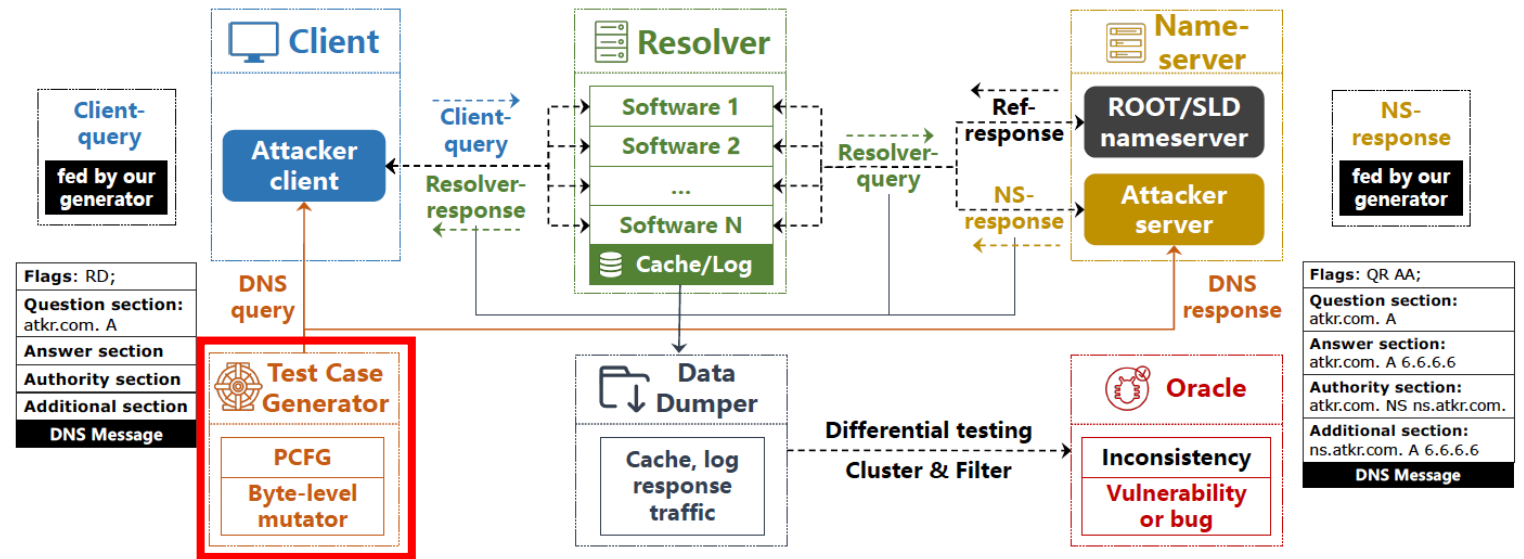 Client
Resolver
Name-
server
Client-
query
fed by our
generator
Attacker
client
Client-
query
Resolver-
response
Software 1
Software 2
...
Software N
Cache/Log
Resolver-
query
Ref-
response
NS-
response
ROOT/SLD
nameserver
Attacker
server
NS-
response
fed by our
generator
Flags: RD;
Question section:
atkr.com. A
Answer section
Authority section
Additional section
DNS Message
DNS
query
DNS
response
Flags: QR AA;
Question section:
atkr.com. A
Answer section:
atkr.com. A 6.6.6.6
Authority section:
atkr.com. NS ns.atkr.com.
Additional section:
ns.atkr.com. A 6.6.6.6
DNS Message
Test Case
Generator
PCFG
Byte-level
mutator
Data
Dumper
Cache, log
response
traffic
Differential testing
Cluster & Filter
Oracle
Inconsistency
Vulnerability
or bug